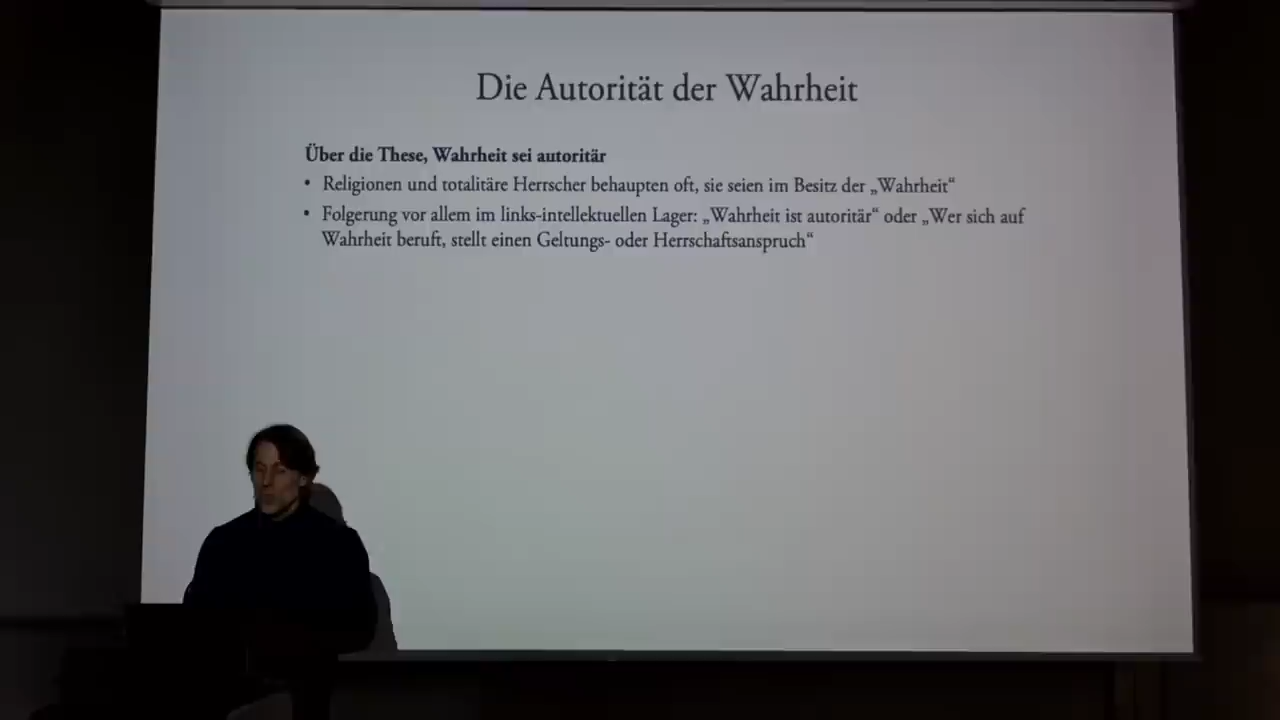 Die Autorität der Wahrheit
Über die These, Wahrheit sei autoritär
• Religionen und totalitäre Herrscher behaupten oft, sie seien im Besitz der „Wahrheit“
• Folgerung vor allem im links-intellektuellen Lager: „Wahrheit ist autoritär“ oder „Wer sich auf
Wahrheit beruft, stellt einen Geltungs- oder Herrschaftsanspruch“